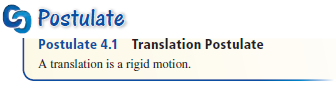 Postulate
Postulate 4.1 Translation Postulate
A translation is a rigid motion.